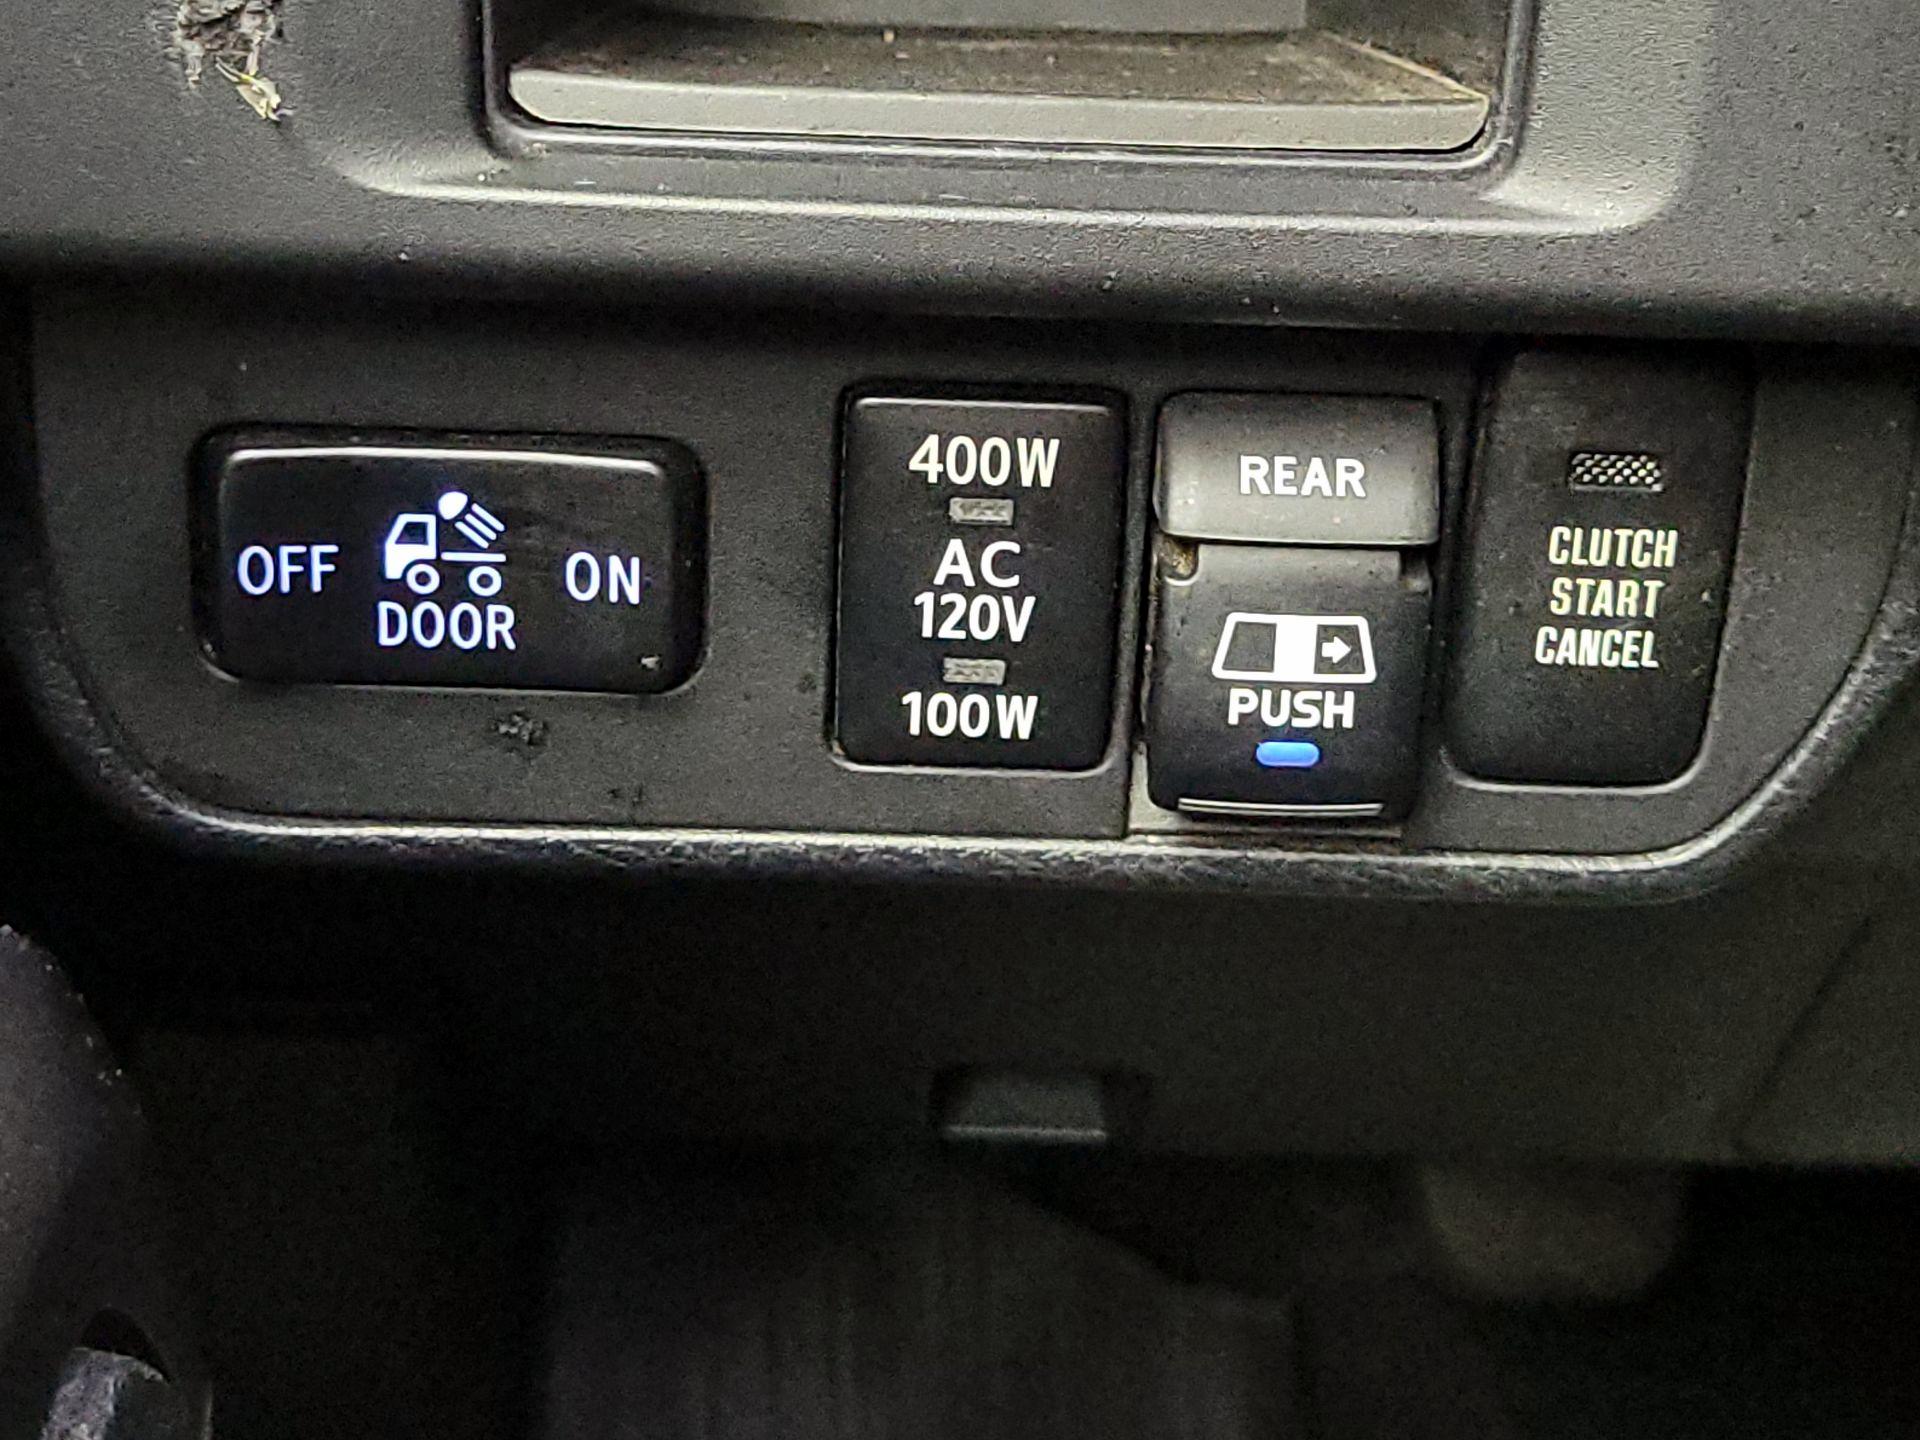 OFF
ON
DOOR
400W
AC
120V
100W
REAR
PUSH
CLUTCH
START
CANCEL